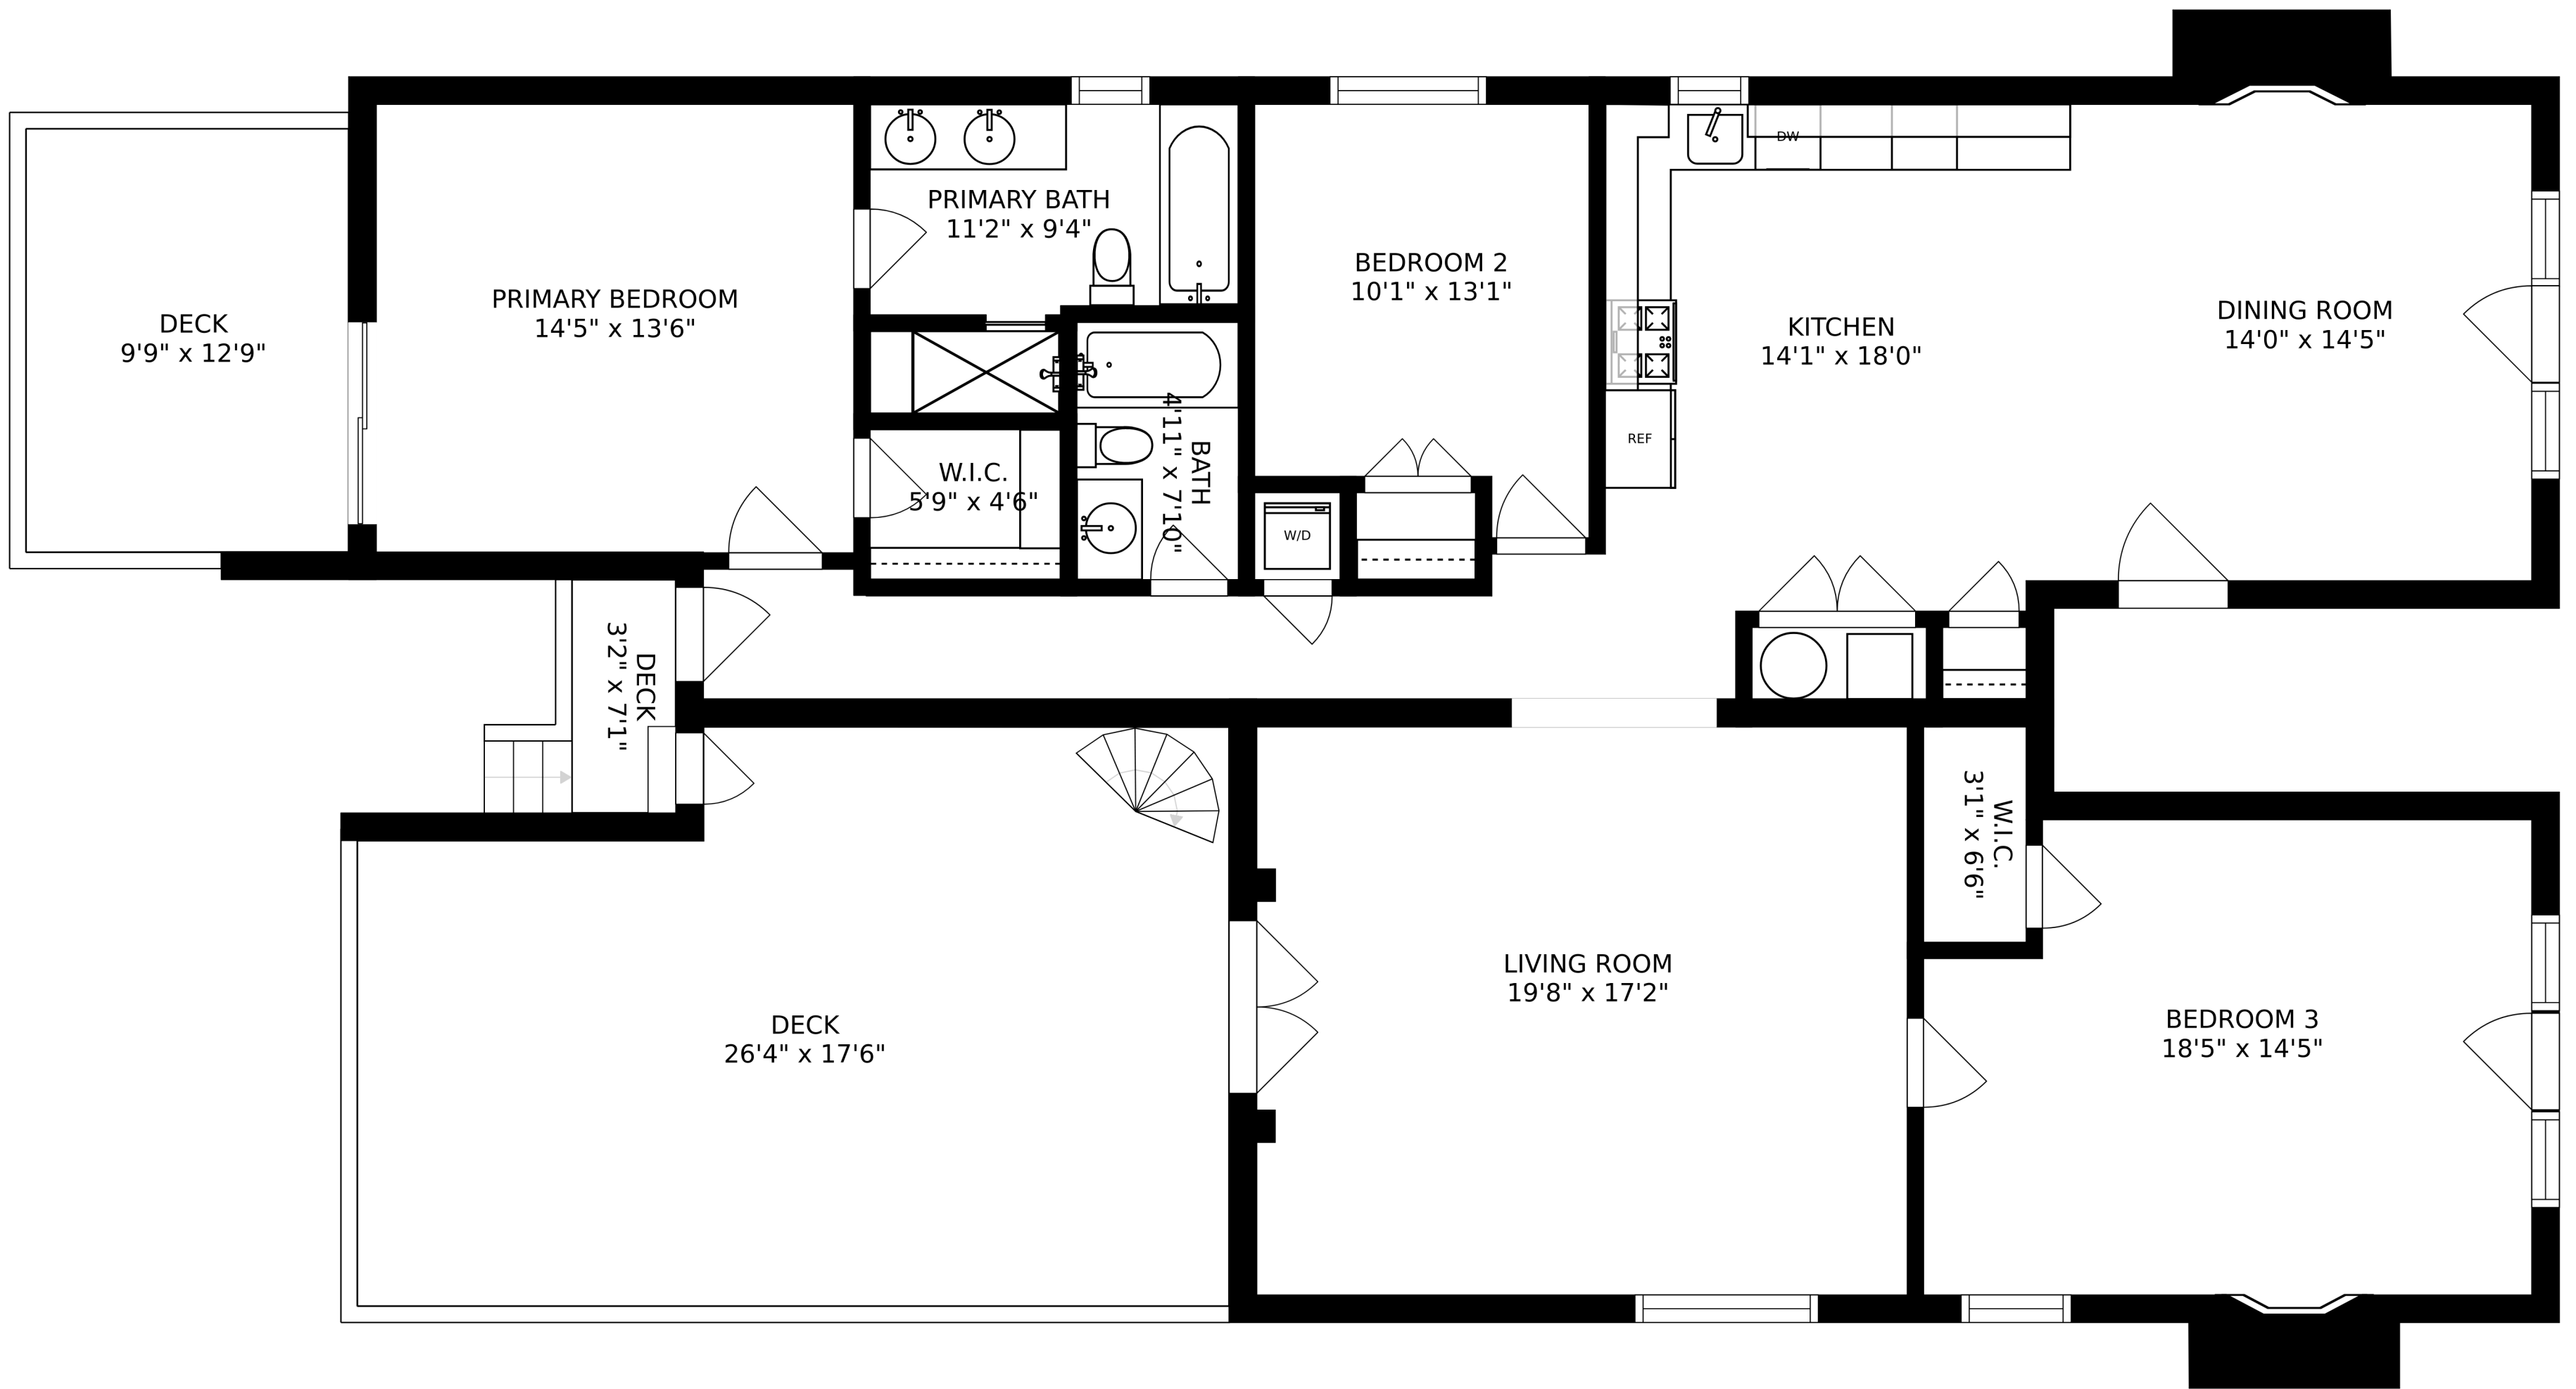 DECK
9'9" x 12'9"
PRIMARY BEDROOM
14'5" x 13'6"
PRIMARY BATH
11'2" x 9'4"
W.I.C.
5'9" x 4'6"
BATH
4'11" x 7'10"
BEDROOM 2
10'1" x 13'1"
W/D
DW
REF
KITCHEN
14'1" x 18'0"
DINING ROOM
14'0" x 14'5"
DECK
3'2" x 7'1"
DECK
26'4" x 17'6"
LIVING ROOM
19'8" x 17'2"
W.I.C.
3'1" x 6'6"
BEDROOM 3
18'5" x 14'5"